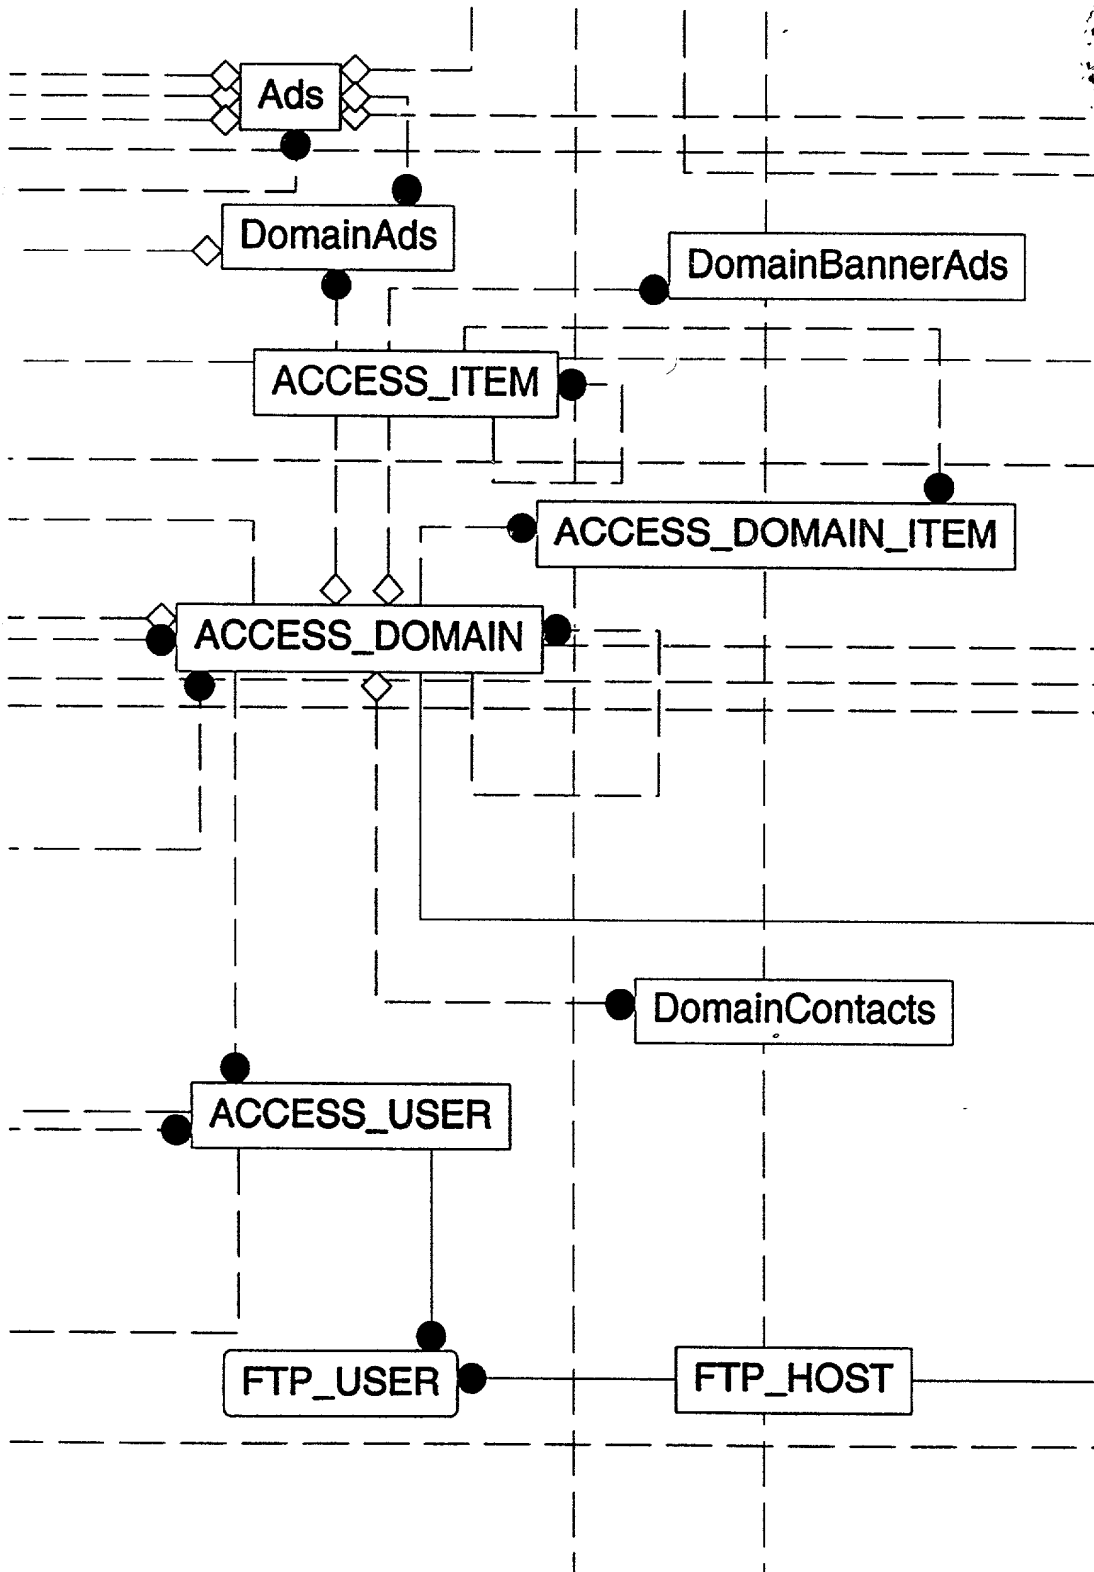 Ads
DomainAds
DomainBannerAds
ACCESS_ITEM
ACCESS_DOMAIN_ITEM
ACCESS_DOMAIN
DomainContacts
ACCESS_USER
FTP_USER
FTP_HOST